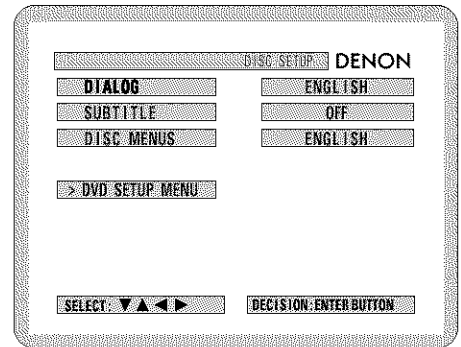 DISC SETUP DENON
DIALOG ENGLISH
SUBTITLE OFF
DISC MENUS ENGLISH
> DVD SETUP MENU
SELECT: ▼ ▲ ◀ ▶ DECISION:ENTER BUTTON